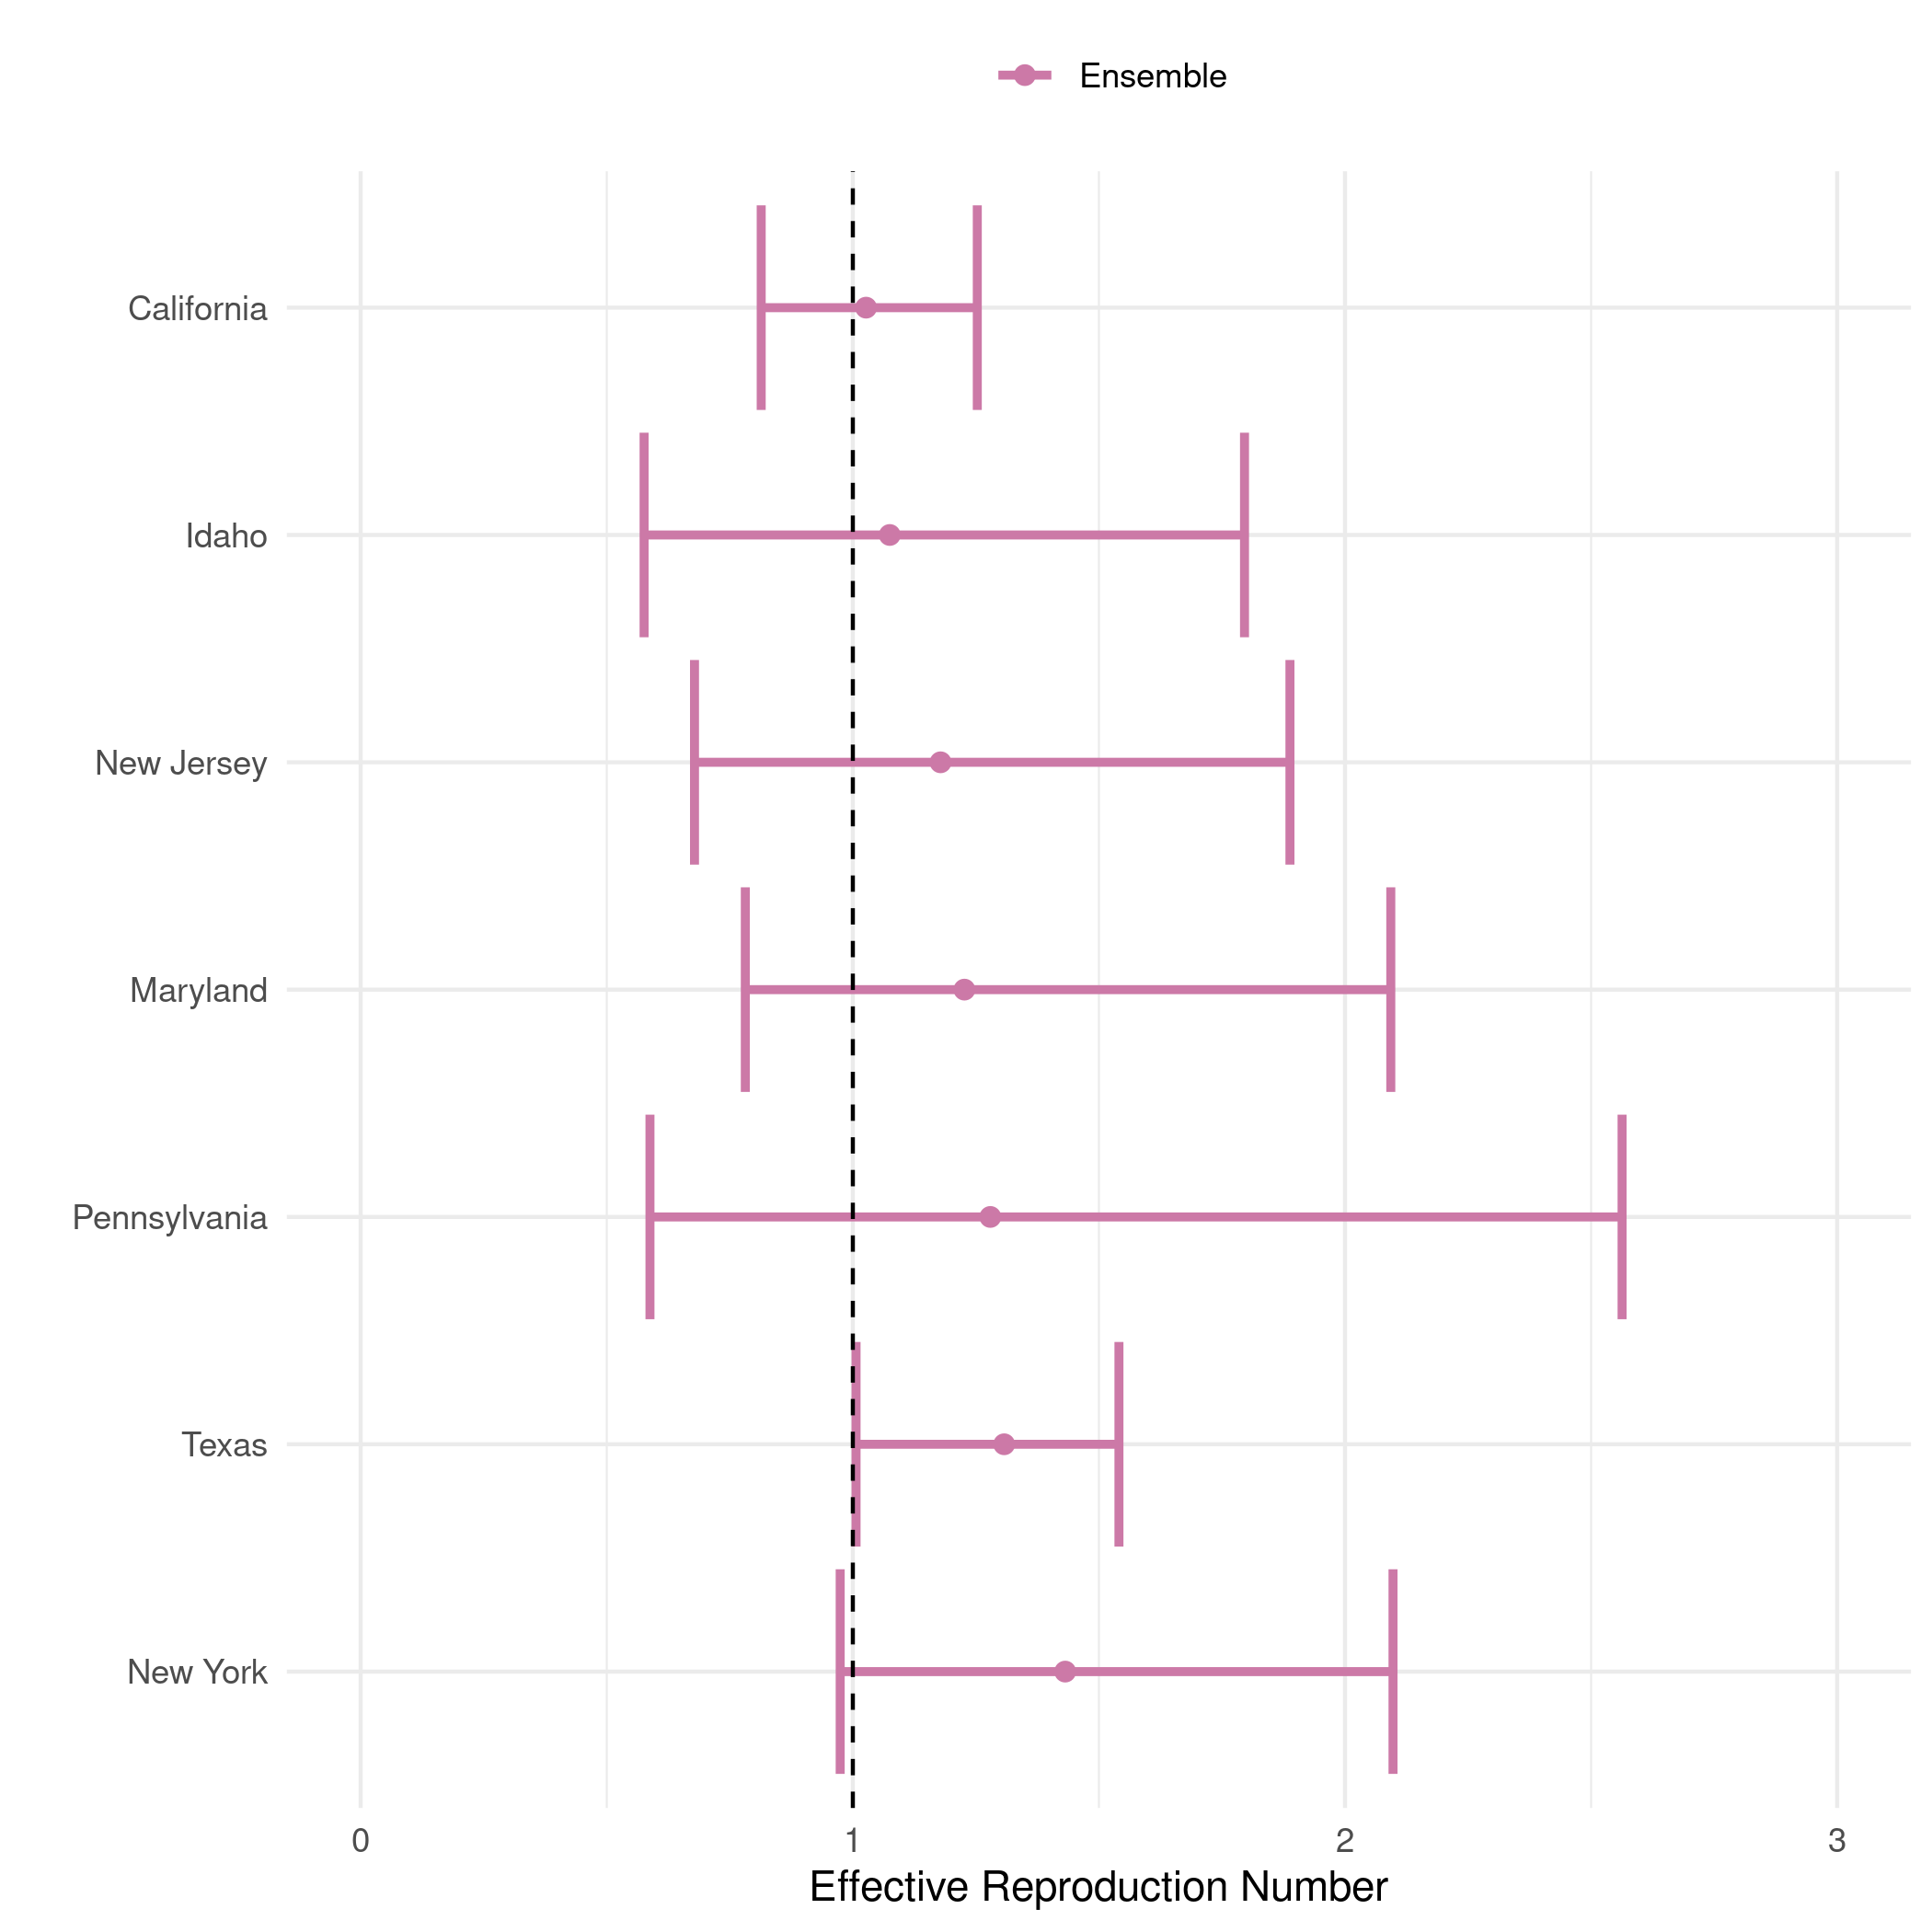 Ensemble
California
Idaho
New Jersey
Maryland
Pennsylvania
Texas
New York
0 1 2 3
Effective Reproduction Number